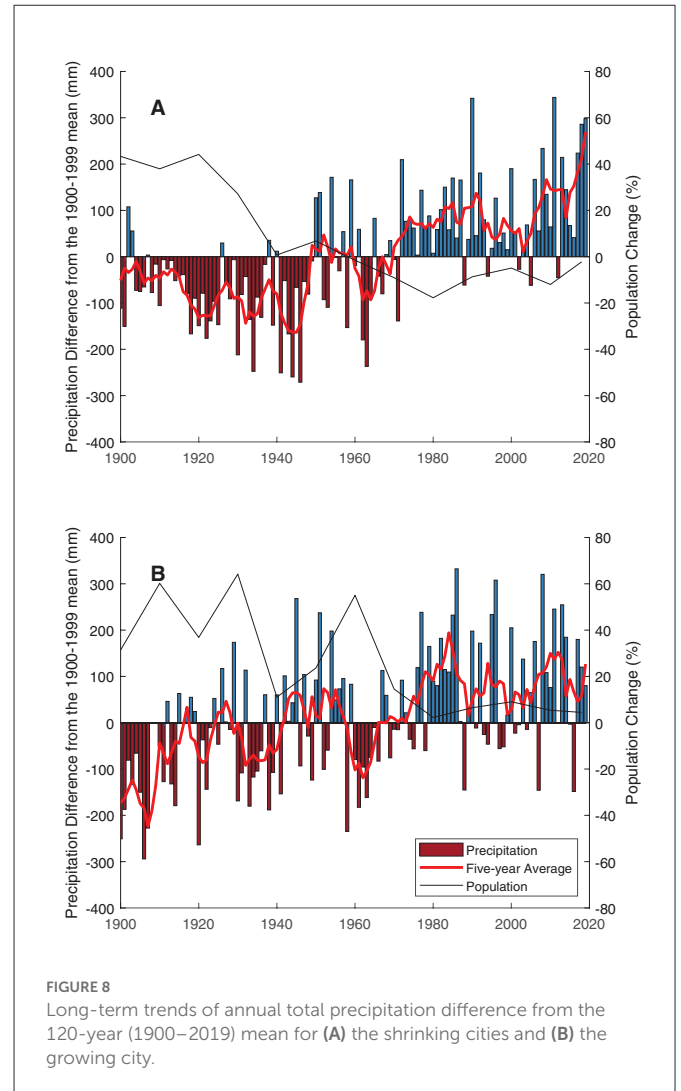 A
Precipitation Difference from the 1900-1999 mean (mm)
400
300
200
100
0
-100
-200
-300
-400
80
60
40
20
0
-20
-40
-60
-80
Population Change (%)
1900 1920 1940 1960 1980 2000 2020
B
Precipitation Difference from the 1900-1999 mean (mm)
400
300
200
100
0
-100
-200
-300
-400
80
60
40
20
0
-20
-40
-60
-80
Population Change (%)
Precipitation
Five-year Average
Population
1900 1920 1940 1960 1980 2000 2020
FIGURE 8
Long-term trends of annual total precipitation difference from the
120-year (1900–2019) mean for (A) the shrinking cities and (B) the
growing city.